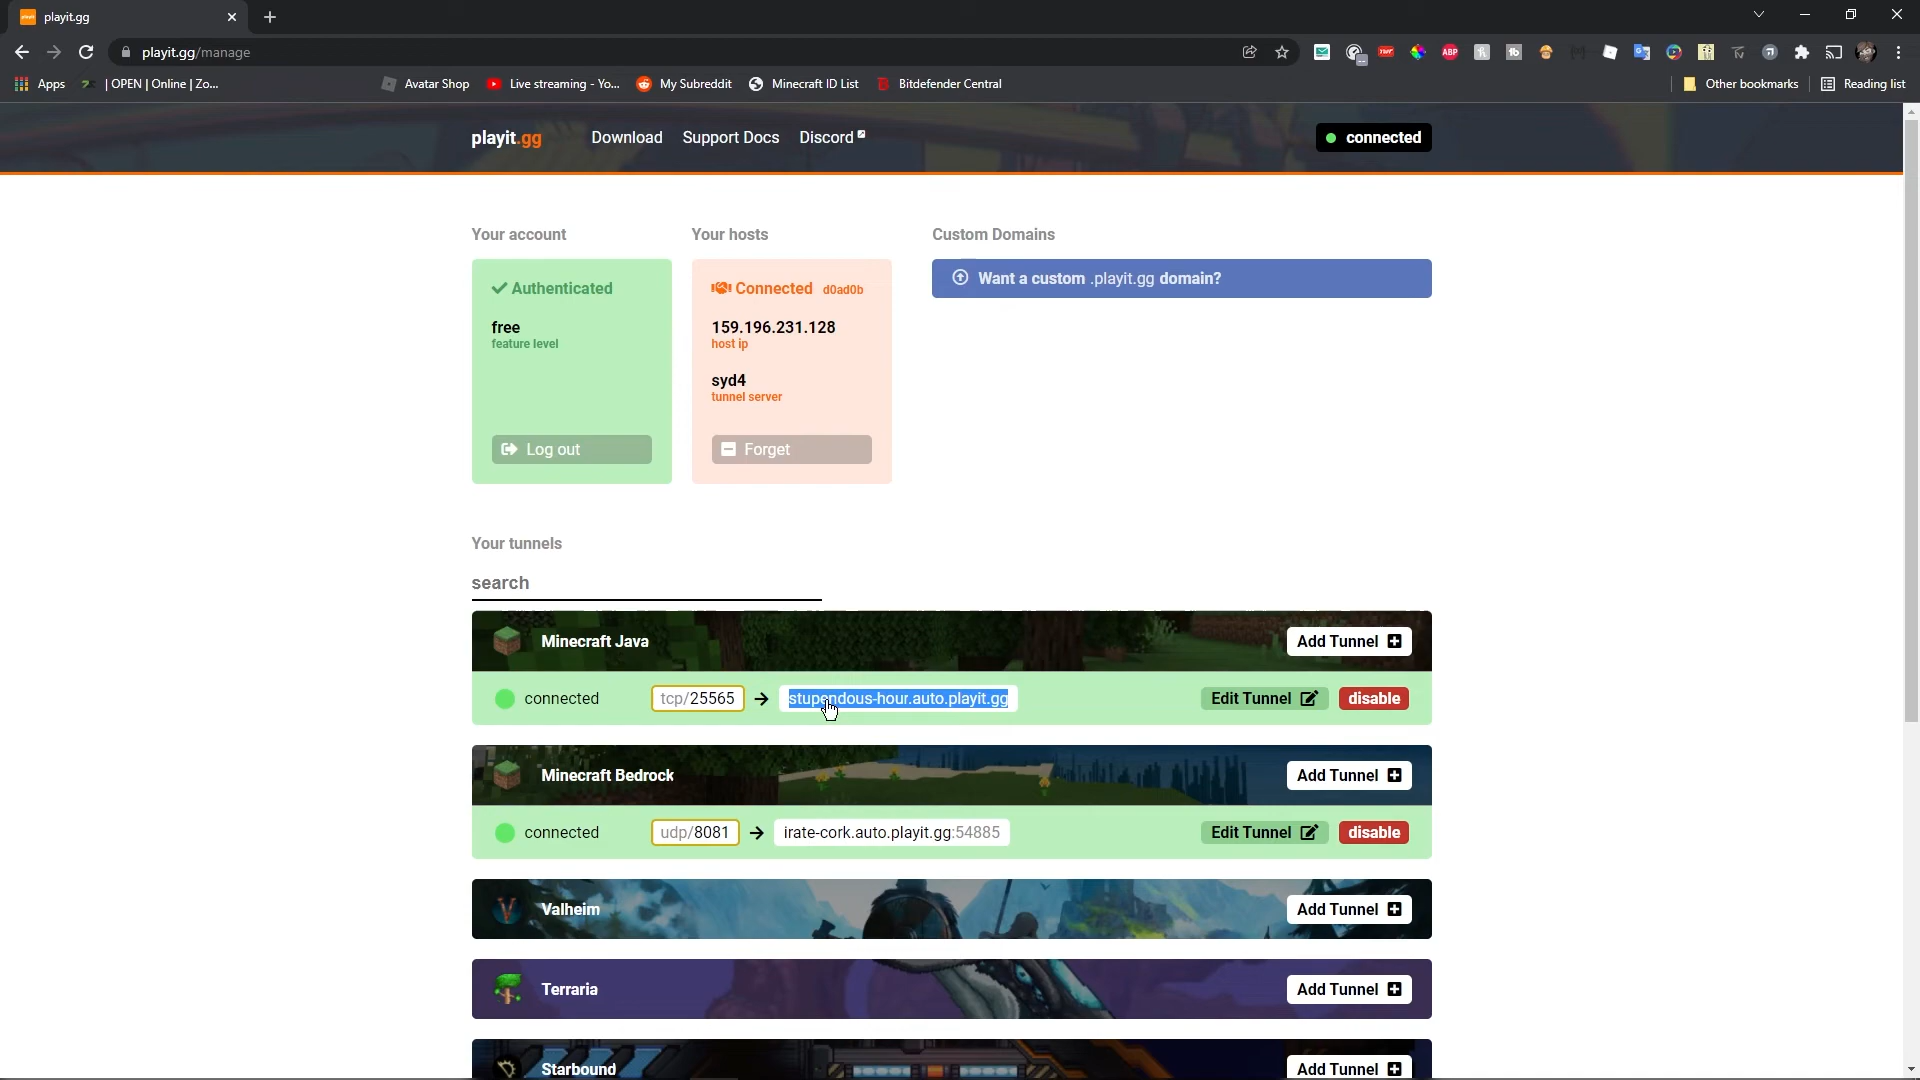 playit.gg
playit.gg/manage
Apps | OPEN | Online | Zo... Avatar Shop Live streaming - Yo... My Subreddit Minecraft ID List Bitdefender Central Other bookmarks Reading list
playit.gg Download Support Docs Discord connected
Your account
Authenticated
free
feature level
Log out
Your hosts
Connected d0ad0b
159.196.231.128
host ip
syd4
tunnel server
Forget
Custom Domains
Want a custom .playit.gg domain?
Your tunnels
search
Minecraft Java Add Tunnel
connected tcp/25565 → stupendous-hour.auto.playit.gg Edit Tunnel disable
Minecraft Bedrock Add Tunnel
connected udp/8081 → irate-cork.auto.playit.gg:54885 Edit Tunnel disable
Valheim Add Tunnel
Terraria Add Tunnel
Starbound Add Tunnel